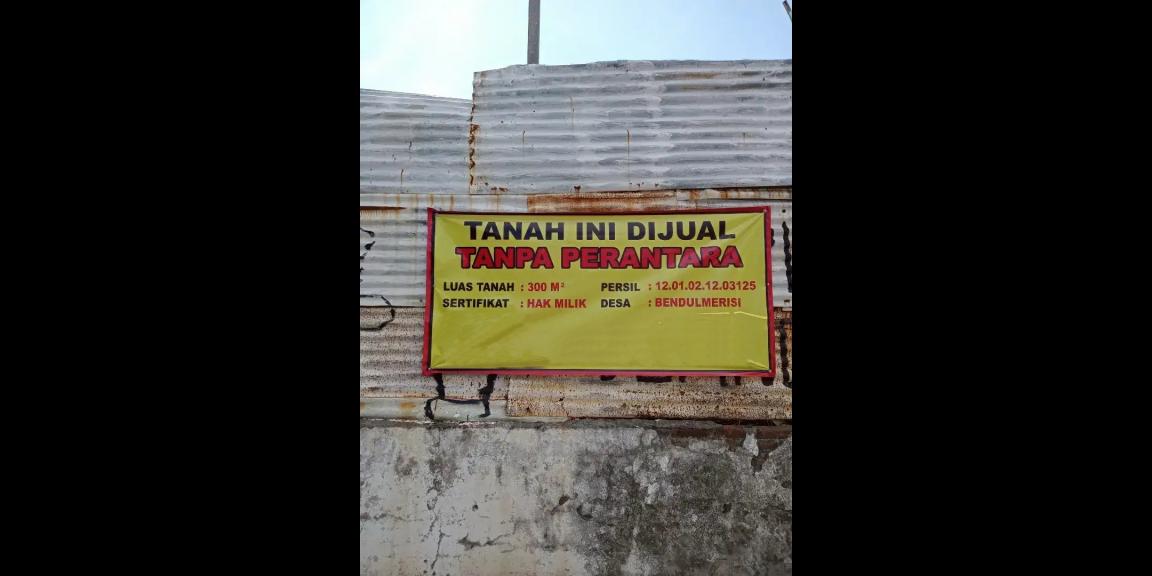 TANAH INI DIJUAL
TANPA PERANTARA
LUAS TANAH : 300 M² PERSIL : 12.01.02.12.03125
SERTIFIKAT : HAK MILIK DESA : BENDULMERISI